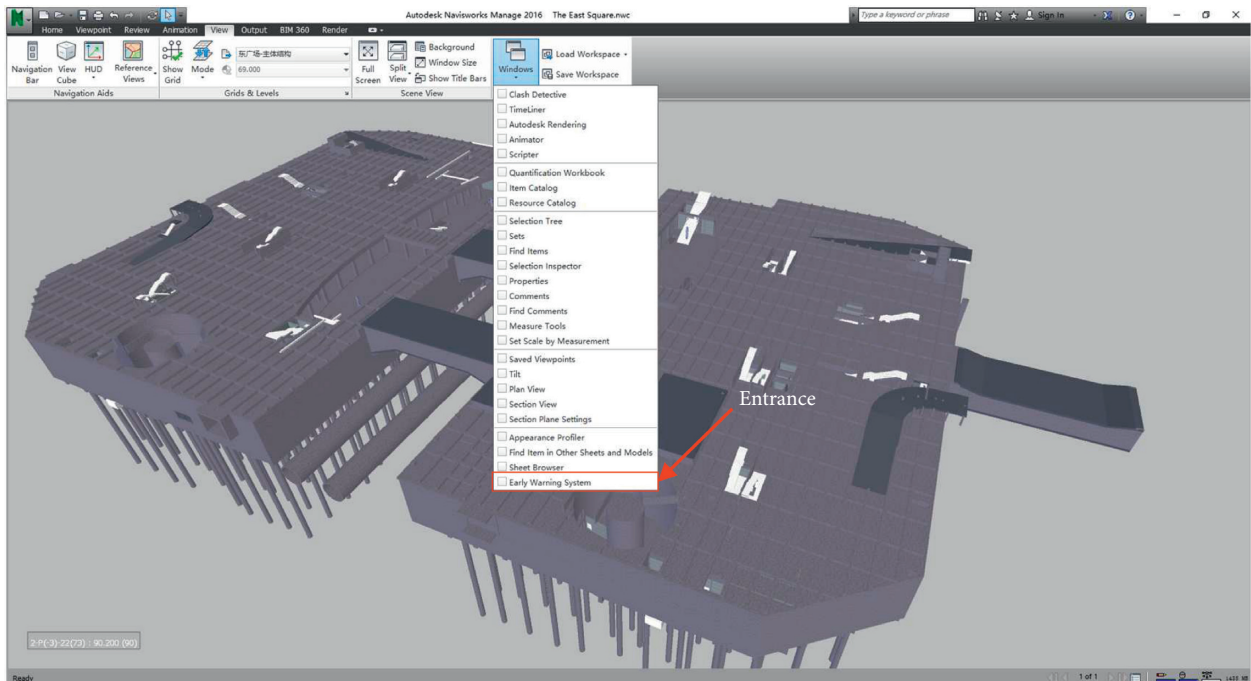 Autodesk Navisworks Manage 2016 The East Square.nwc
Type a keyword or phrase
Sign In
Home Viewpoint Review Animation View Output BIM 360 Render
Navigation Bar
View Cube
HUD
Reference Views
Navigation Aids
Show Grid
Mode
东广场-主体结构
69.000
Grids & Levels
Full Screen
Split View
Background
Window Size
Show Title Bars
Scene View
Windows
Load Workspace
Save Workspace
Clash Detective
TimeLiner
Autodesk Rendering
Animator
Scripter
Quantification Workbook
Item Catalog
Resource Catalog
Selection Tree
Sets
Find Items
Selection Inspector
Properties
Comments
Find Comments
Measure Tools
Set Scale by Measurement
Saved Viewpoints
Tilt
Plan View
Section View
Section Plane Settings
Appearance Profiler
Find Item in Other Sheets and Models
Sheet Browser
Early Warning System
Entrance
2-P(-3)-22(73) : 90.200 (90)
Ready
1 of 1